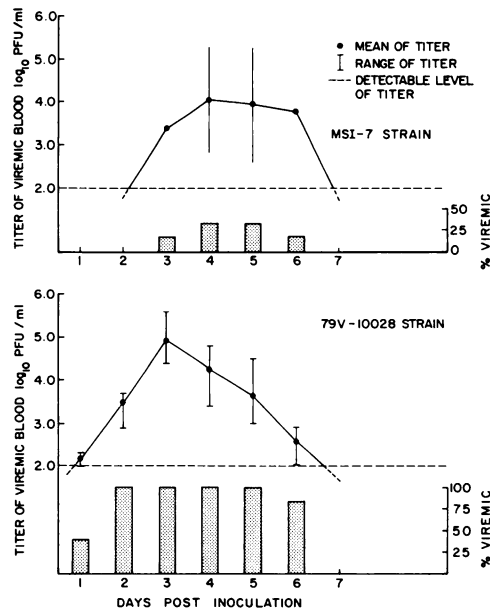 TITER OF VIREMIC BLOOD log10 PFU / ml
6.0
5.0
4.0
3.0
2.0
MEAN OF TITER
RANGE OF TITER
DETECTABLE LEVEL
OF TITER
MSI-7 STRAIN
50
25
0
% VIREMIC
1 2 3 4 5 6 7
TITER OF VIREMIC BLOOD log10 PFU / ml
6.0
5.0
4.0
3.0
2.0
79V-10028 STRAIN
100
75
50
25
% VIREMIC
1 2 3 4 5 6 7
DAYS POST INOCULATION